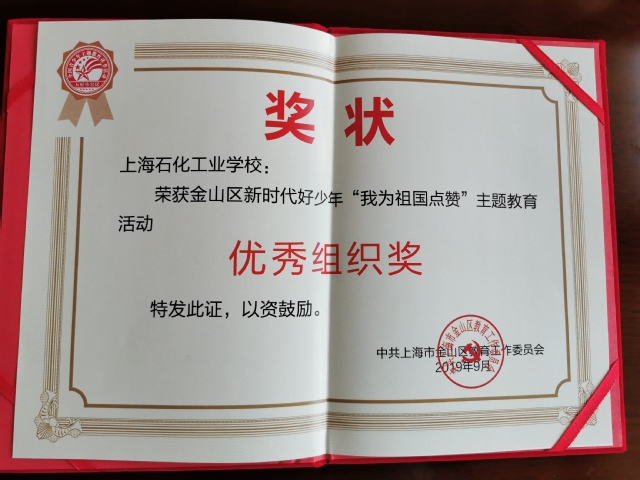 奖状
上海石化工业学校：
荣获金山区新时代好少年“我为祖国点赞”主题教育
活动
优秀组织奖
特发此证，以资鼓励。
中共上海市金山区教育工作委员会
2019年9月